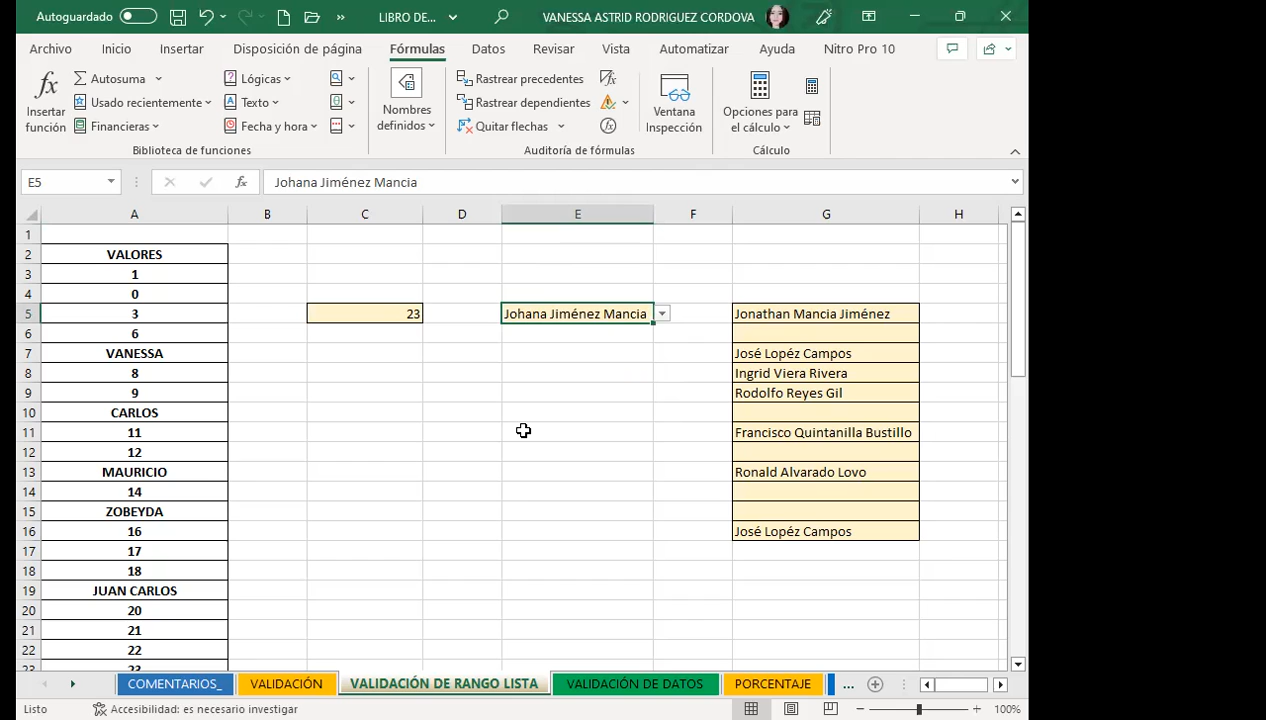 Autoguardado LIBRO DE... VANESSA ASTRID RODRIGUEZ CORDOVA
Archivo Inicio Insertar Disposición de página Fórmulas Datos Revisar Vista Automatizar Ayuda Nitro Pro 10
Insertar función
Autosuma
Usado recientemente
Financieras
Lógicas
Texto
Fecha y hora
Biblioteca de funciones
Nombres definidos
Rastrear precedentes
Rastrear dependientes
Quitar flechas
Auditoría de fórmulas
Ventana Inspección
Opciones para el cálculo
Cálculo
E5 fx Johana Jiménez Mancia
A B C D E F G H
1
2 VALORES
3 1
4 0
5 3 23 Johana Jiménez Mancia Jonathan Mancia Jiménez
6 6
7 VANESSA José Lopéz Campos
8 8 Ingrid Viera Rivera
9 9 Rodolfo Reyes Gil
10 CARLOS
11 11 Francisco Quintanilla Bustillo
12 12
13 MAURICIO Ronald Alvarado Lovo
14 14
15 ZOBEYDA
16 16 José Lopéz Campos
17 17
18 18
19 JUAN CARLOS
20 20
21 21
22 22
23 23
COMENTARIOS_ VALIDACIÓN VALIDACIÓN DE RANGO LISTA VALIDACIÓN DE DATOS PORCENTAJE ...
Listo Accesibilidad: es necesario investigar 100%